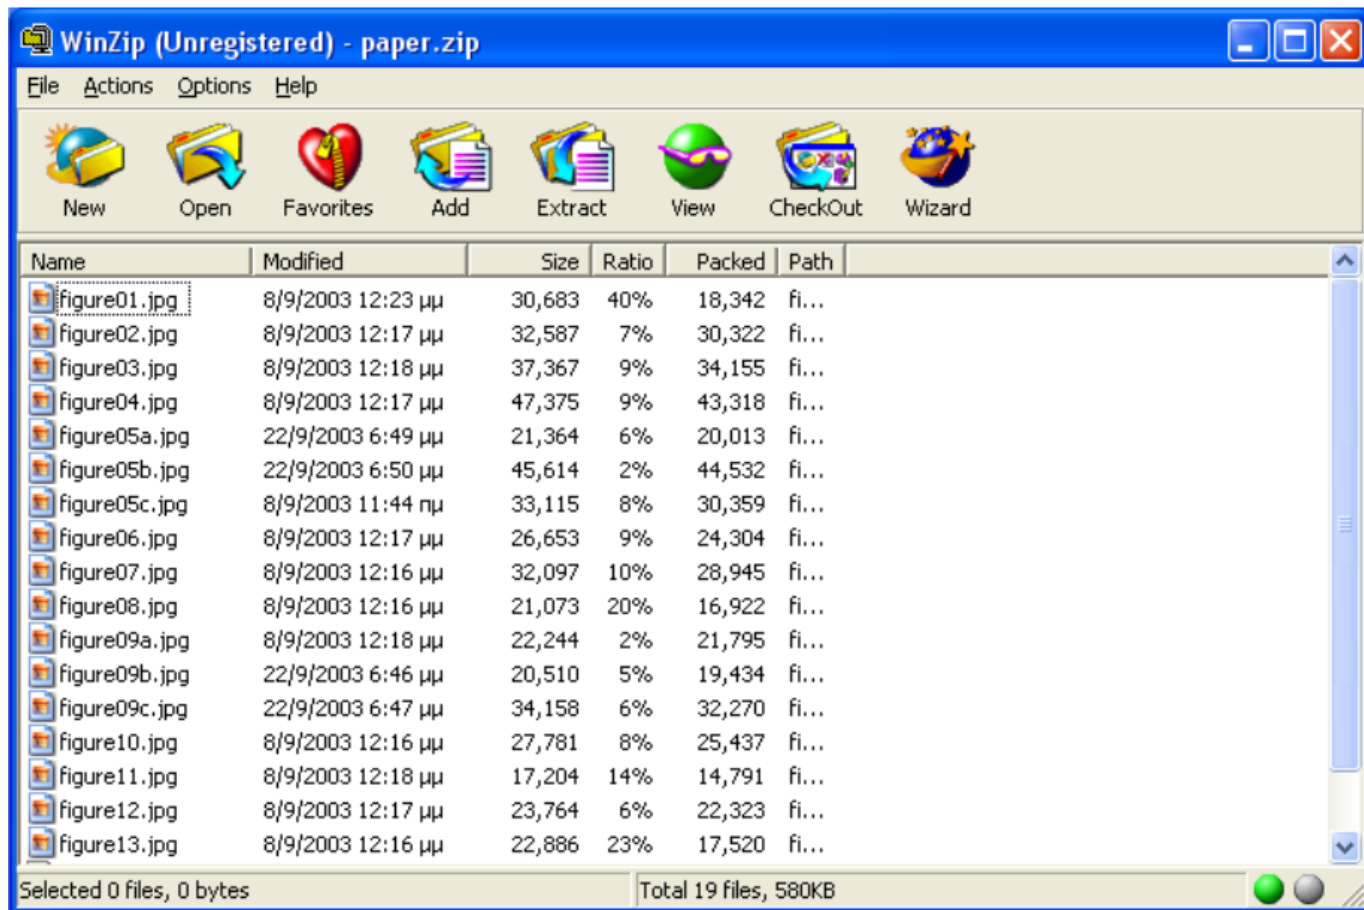 WinZip (Unregistered) - paper.zip
File Actions Options Help
New Open Favorites Add Extract View CheckOut Wizard
Name Modified Size Ratio Packed Path
figure01.jpg 8/9/2003 12:23 μμ 30,683 40% 18,342 fi...
figure02.jpg 8/9/2003 12:17 μμ 32,587 7% 30,322 fi...
figure03.jpg 8/9/2003 12:18 μμ 37,367 9% 34,155 fi...
figure04.jpg 8/9/2003 12:17 μμ 47,375 9% 43,318 fi...
figure05a.jpg 22/9/2003 6:49 μμ 21,364 6% 20,013 fi...
figure05b.jpg 22/9/2003 6:50 μμ 45,614 2% 44,532 fi...
figure05c.jpg 8/9/2003 11:44 πμ 33,115 8% 30,359 fi...
figure06.jpg 8/9/2003 12:17 μμ 26,653 9% 24,304 fi...
figure07.jpg 8/9/2003 12:16 μμ 32,097 10% 28,945 fi...
figure08.jpg 8/9/2003 12:16 μμ 21,073 20% 16,922 fi...
figure09a.jpg 8/9/2003 12:18 μμ 22,244 2% 21,795 fi...
figure09b.jpg 22/9/2003 6:46 μμ 20,510 5% 19,434 fi...
figure09c.jpg 22/9/2003 6:47 μμ 34,158 6% 32,270 fi...
figure10.jpg 8/9/2003 12:16 μμ 27,781 8% 25,437 fi...
figure11.jpg 8/9/2003 12:18 μμ 17,204 14% 14,791 fi...
figure12.jpg 8/9/2003 12:17 μμ 23,764 6% 22,323 fi...
figure13.jpg 8/9/2003 12:16 μμ 22,886 23% 17,520 fi...
Selected 0 files, 0 bytes Total 19 files, 580KB